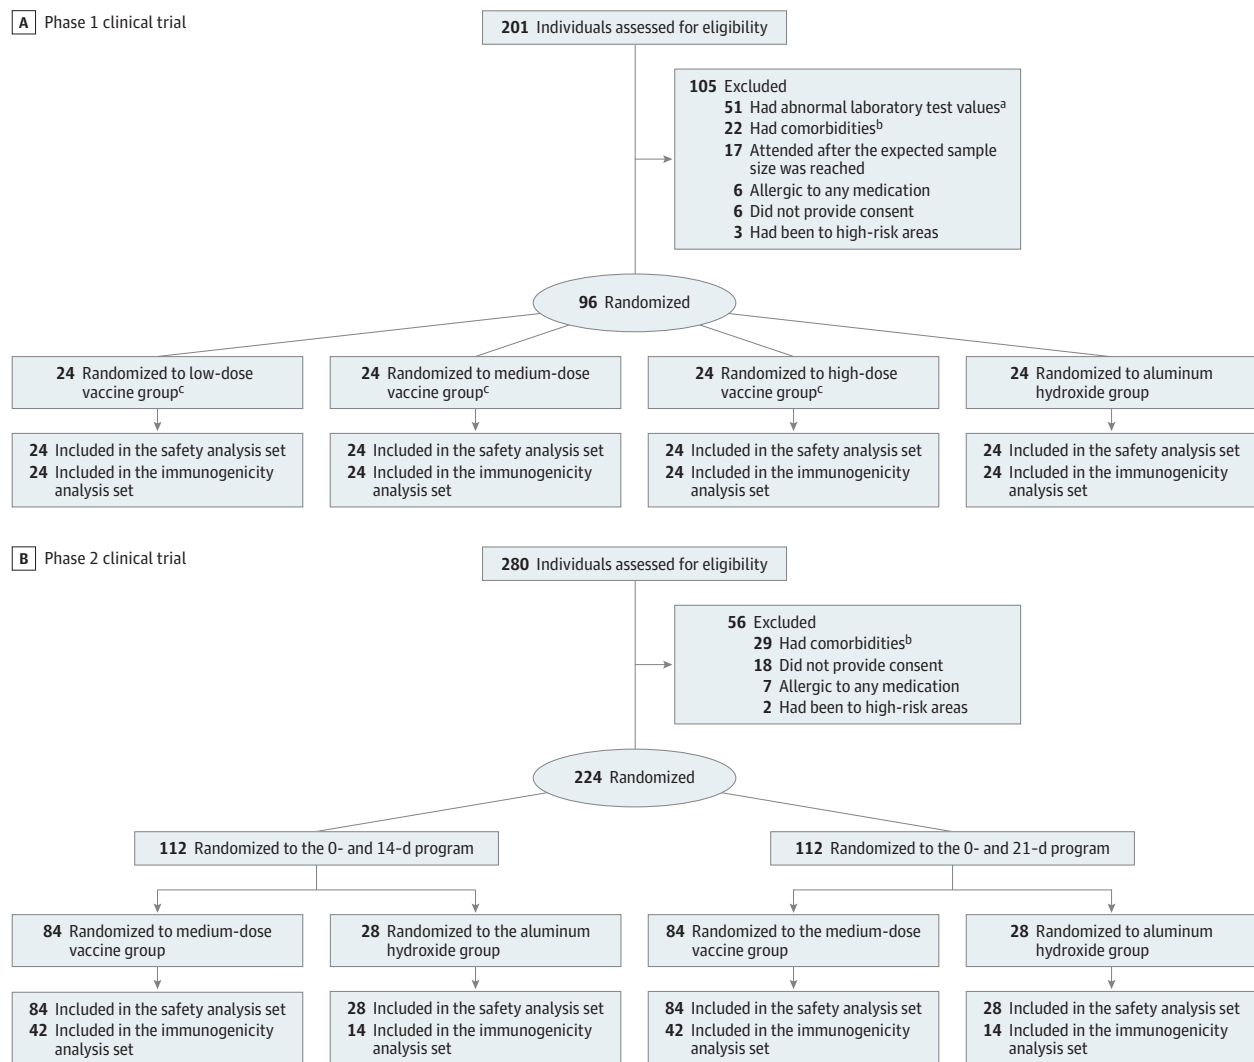 A Phase 1 clinical trial
201 Individuals assessed for eligibility
105 Excluded
51 Had abnormal laboratory test valuesa
22 Had comorbiditiesb
17 Attended after the expected sample
size was reached
6 Allergic to any medication
6 Did not provide consent
3 Had been to high-risk areas
96 Randomized
24 Randomized to low-dose
vaccine groupc
24 Randomized to medium-dose
vaccine groupc
24 Randomized to high-dose
vaccine groupc
24 Randomized to aluminum
hydroxide group
24 Included in the safety analysis set
24 Included in the immunogenicity
analysis set
24 Included in the safety analysis set
24 Included in the immunogenicity
analysis set
24 Included in the safety analysis set
24 Included in the immunogenicity
analysis set
24 Included in the safety analysis set
24 Included in the immunogenicity
analysis set
B Phase 2 clinical trial
280 Individuals assessed for eligibility
56 Excluded
29 Had comorbiditiesb
18 Did not provide consent
7 Allergic to any medication
2 Had been to high-risk areas
224 Randomized
112 Randomized to the 0- and 14-d program
112 Randomized to the 0- and 21-d program
84 Randomized to medium-dose
vaccine group
28 Randomized to the aluminum
hydroxide group
84 Randomized to the medium-dose
vaccine group
28 Randomized to aluminum
hydroxide group
84 Included in the safety analysis set
42 Included in the immunogenicity
analysis set
28 Included in the safety analysis set
14 Included in the immunogenicity
analysis set
84 Included in the safety analysis set
42 Included in the immunogenicity
analysis set
28 Included in the safety analysis set
14 Included in the immunogenicity
analysis set